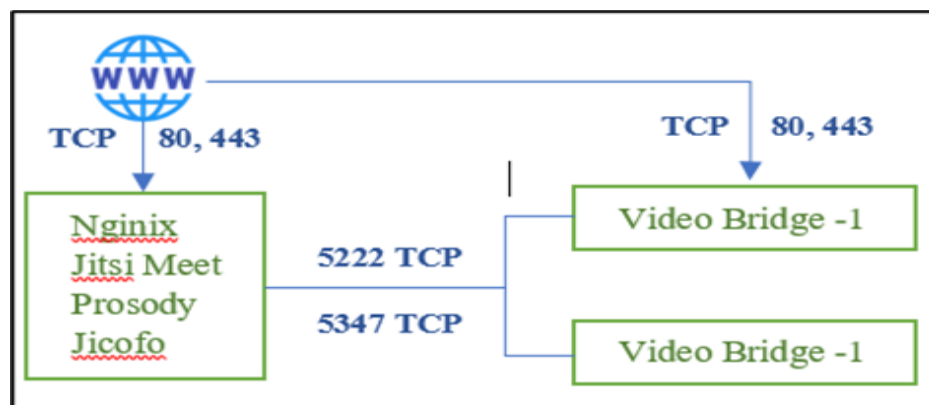 WWW
TCP 80, 443
TCP 80, 443
Nginix
Jitsi Meet
Prosody
Jicofo
5222 TCP
5347 TCP
Video Bridge -1
Video Bridge -1